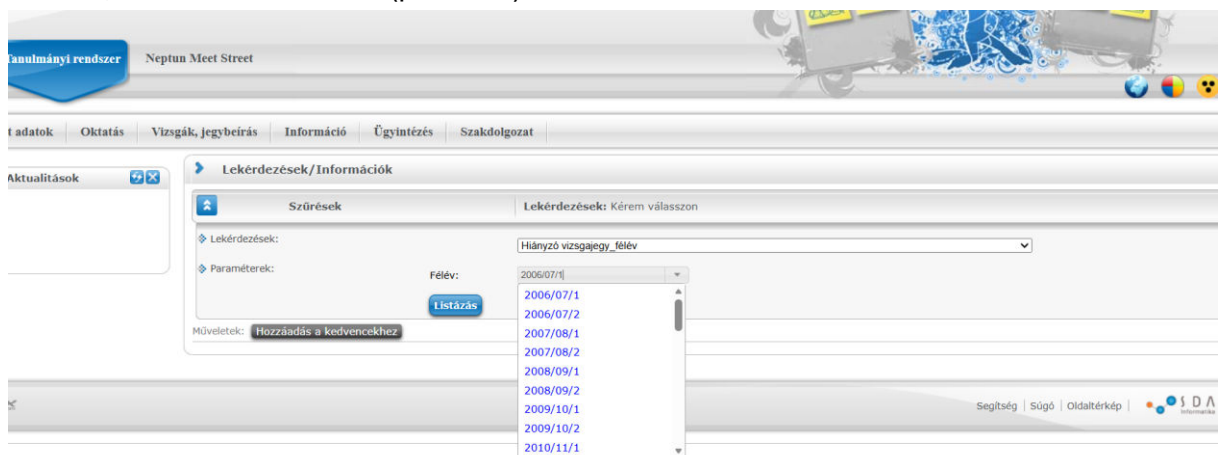 Tanulmányi rendszer
Neptun Meet Street
t adatok Oktatás Vizsgák, jegybeírás Információ Ügyintézés Szakdolgozat
Aktualitások
Lekérdezések/Információk
Szűrések
Lekérdezések: Kérem válasszon
Lekérdezések:
Hiányzó vizsgajegy_félév
Paraméterek:
Félév:
2006/07/1
Listázás
2006/07/1
2006/07/2
2007/08/1
2007/08/2
2008/09/1
2008/09/2
2009/10/1
2009/10/2
2010/11/1
Műveletek: Hozzáadás a kedvencekhez
Segítség | Súgó | Oldaltérkép |
SDA
Informatika